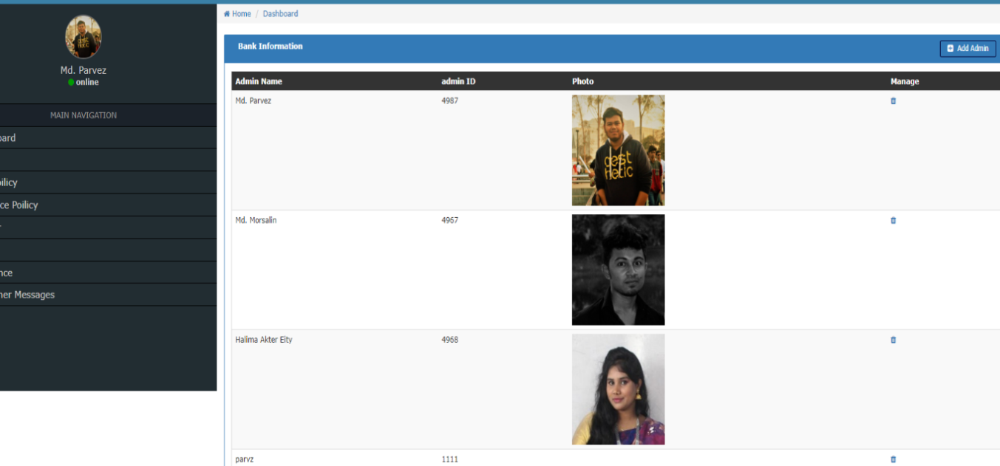 Home / Dashboard
Md. Parvez
online
MAIN NAVIGATION
oard
oilicy
ce Poilicy
nce
ner Messages
Bank Information
Add Admin
Admin Name admin ID Photo Manage
Md. Parvez 4987
dest
hetic
Md. Morsalin 4967
Halima Akter Eity 4968
parvz 1111